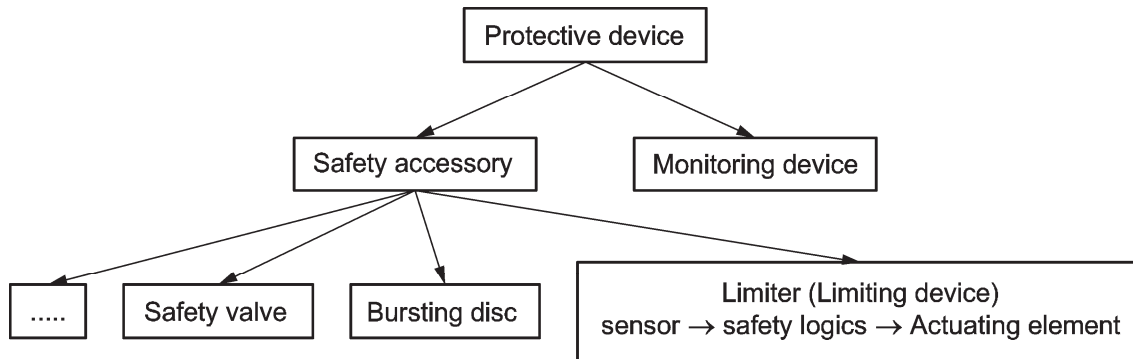 Protective device
Safety accessory
Monitoring device
.....
Safety valve
Bursting disc
Limiter (Limiting device)
sensor → safety logics → Actuating element